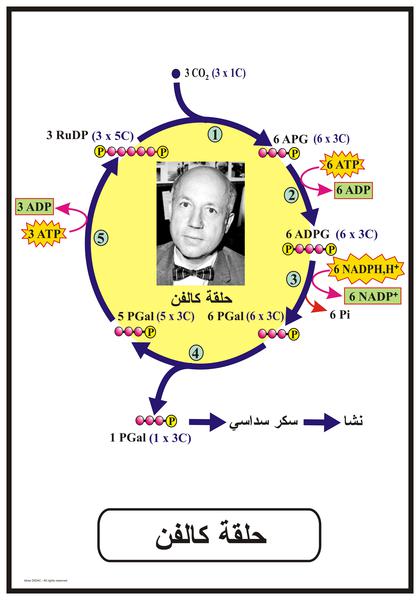 3 CO₂ (3 x 1C)
3 RuDP (3 x 5C)
1
6 APG (6 x 3C)
P
P
P
6 ATP
2
6 ADP
3 ADP
3 ATP
5
6 ADPG (6 x 3C)
P
P
3
6 NADPH,H⁺
6 NADP⁺
6 Pi
حلقة كالفن
5 PGal (5 x 3C)
6 PGal (6 x 3C)
P
P
4
P
سكر سداسي
نشا
1 PGal (1 x 3C)
حلقة كالفن